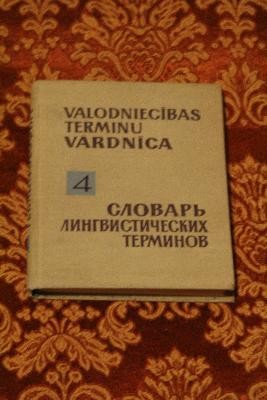 VALODNIECĪBAS
TERMINU
VĀRDNĪCA
4
СЛОВАРЬ
ЛИНГВИСТИЧЕСКИХ
ТЕРМИНОВ